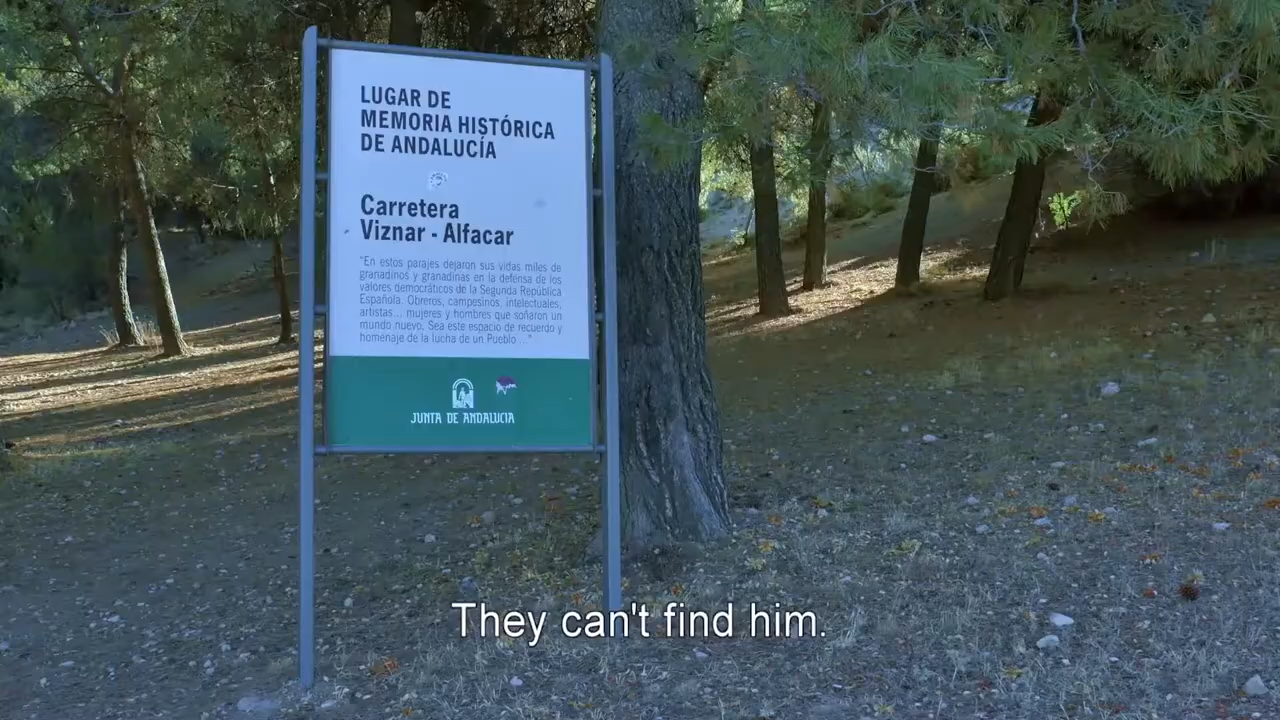 LUGAR DE
MEMORIA HISTÓRICA
DE ANDALUCÍA
Carretera
Viznar - Alfacar
"En estos parajes dejaron sus vidas miles de
granadinos y granadinas en la defensa de los
valores democráticos de la Segunda República
Española. Obreros, campesinos, intelectuales,
artistas... mujeres y hombres que soñaron un
mundo nuevo. Sea este espacio de recuerdo y
homenaje de la lucha de un Pueblo ..."
JUNTA DE ANDALUCIA
They can't find him.